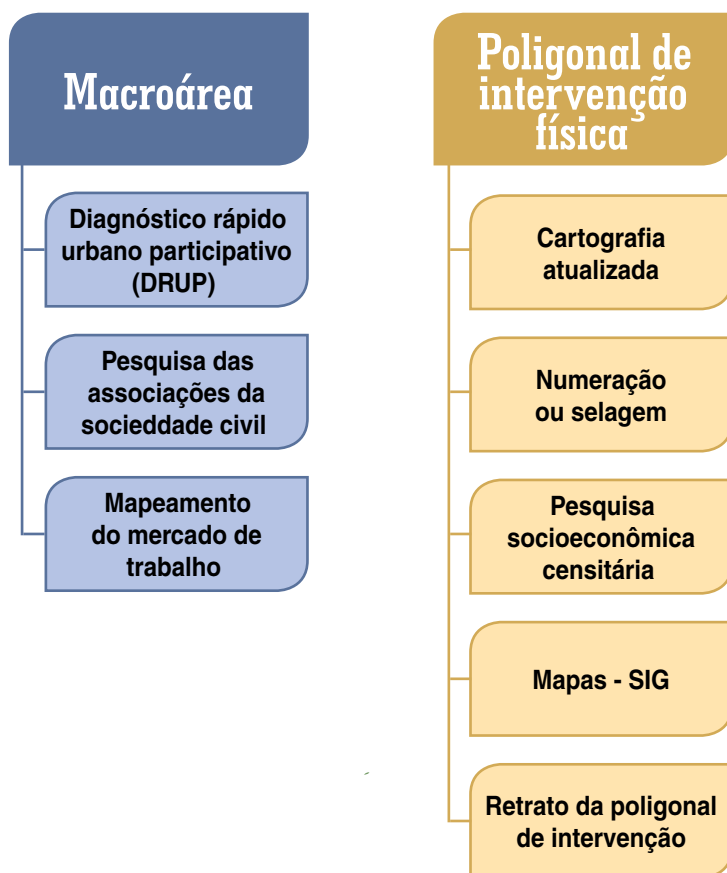 Macroárea
Diagnóstico rápido
urbano participativo
(DRUP)
Pesquisa das
associações da
socieddade civil
Mapeamento
do mercado de
trabalho
Poligonal de
intervenção
física
Cartografia
atualizada
Numeração
ou selagem
Pesquisa
socioeconômica
censitária
Mapas - SIG
Retrato da poligonal
de intervenção